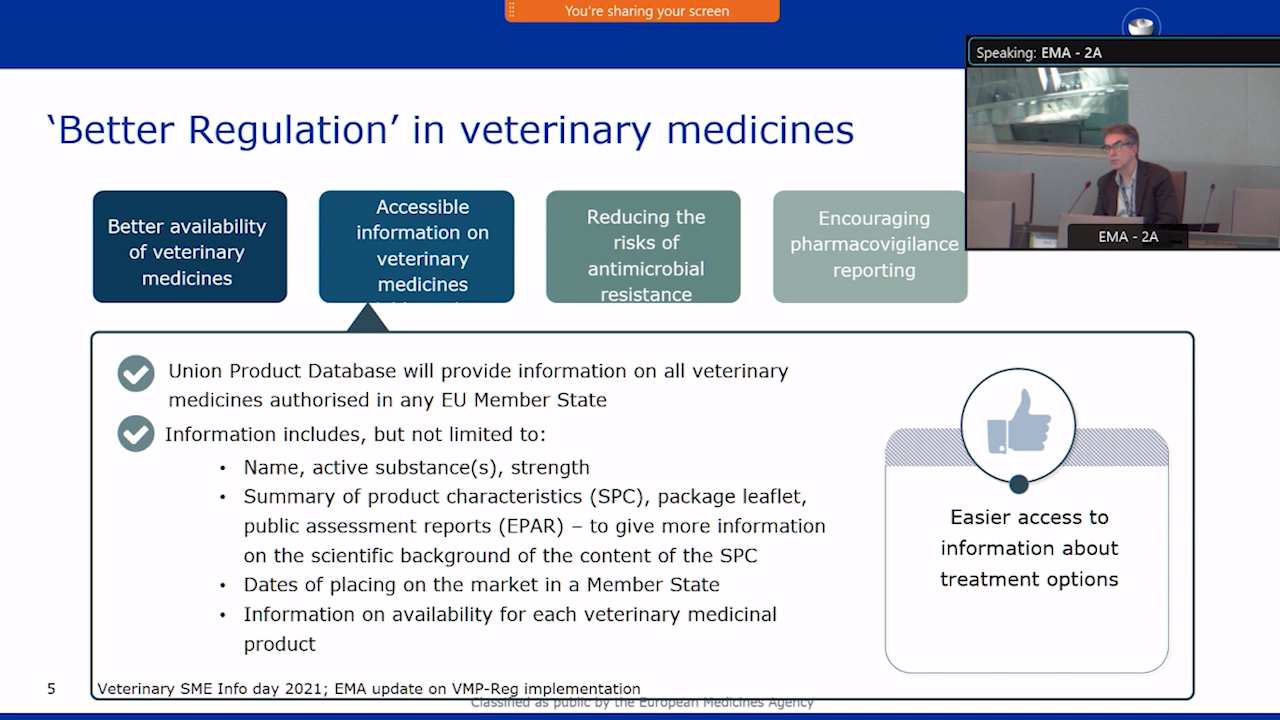 You're sharing your screen
Speaking: EMA - 2A
EMA - 2A
‘Better Regulation’ in veterinary medicines
Better availability
of veterinary
medicines
Accessible
information on
veterinary
medicines
Reducing the
risks of
antimicrobial
resistance
Encouraging
pharmacovigilance
reporting
Union Product Database will provide information on all veterinary
medicines authorised in any EU Member State
Information includes, but not limited to:
• Name, active substance(s), strength
• Summary of product characteristics (SPC), package leaflet,
public assessment reports (EPAR) – to give more information
on the scientific background of the content of the SPC
• Dates of placing on the market in a Member State
• Information on availability for each veterinary medicinal
product
Easier access to
information about
treatment options
5 Veterinary SME Info day 2021; EMA update on VMP-Reg implementation
Classified as public by the European Medicines Agency